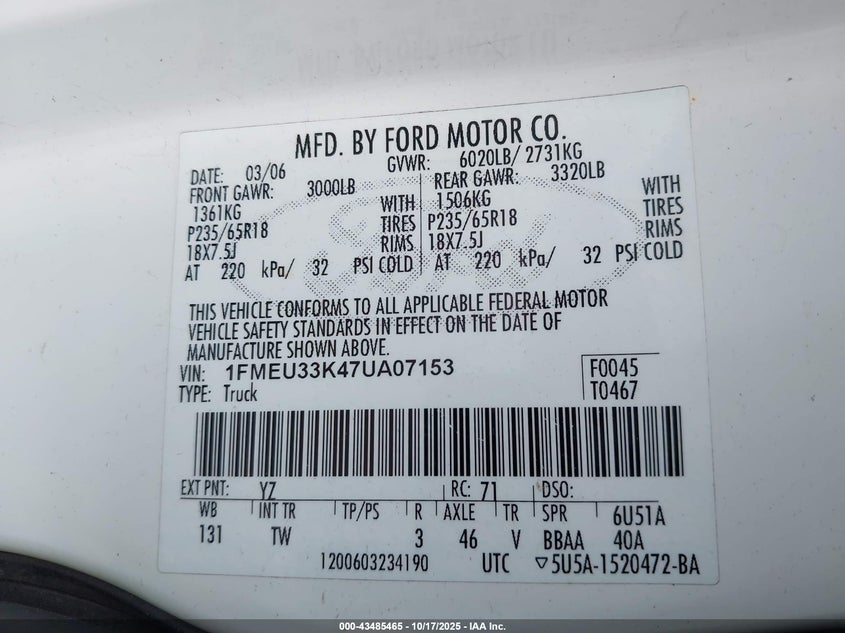 MFD. BY FORD MOTOR CO.
DATE: 03/06 GVWR: 6020LB/ 2731KG
FRONT GAWR: 3000LB REAR GAWR: 3320LB
1361KG WITH 1506KG WITH
P235/65R18 TIRES P235/65R18 TIRES
18X7.5J RIMS 18X7.5J RIMS
AT 220 kPa/ 32 PSI COLD AT 220 kPa/ 32 PSI COLD
THIS VEHICLE CONFORMS TO ALL APPLICABLE FEDERAL MOTOR
VEHICLE SAFETY STANDARDS IN EFFECT ON THE DATE OF
MANUFACTURE SHOWN ABOVE.
VIN: 1FMEU33K47UA07153 F0045
TYPE: Truck T0467
EXT PNT: YZ RC: 71 DSO:
WB INT TR TP/PS R AXLE TR SPR 6U51A
131 TW 3 46 V BBAA 40A
1200603234190 UTC ▽5U5A-1520472-BA
000-43485465 - 10/17/2025 - IAA Inc.